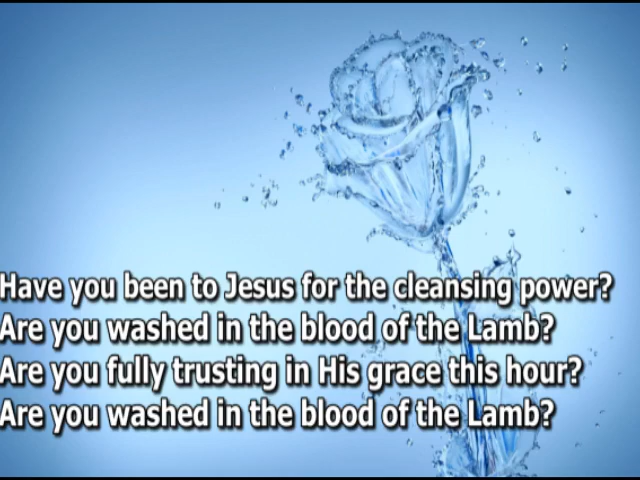 Have you been to Jesus for the cleansing power?
Are you washed in the blood of the Lamb?
Are you fully trusting in His grace this hour?
Are you washed in the blood of the Lamb?